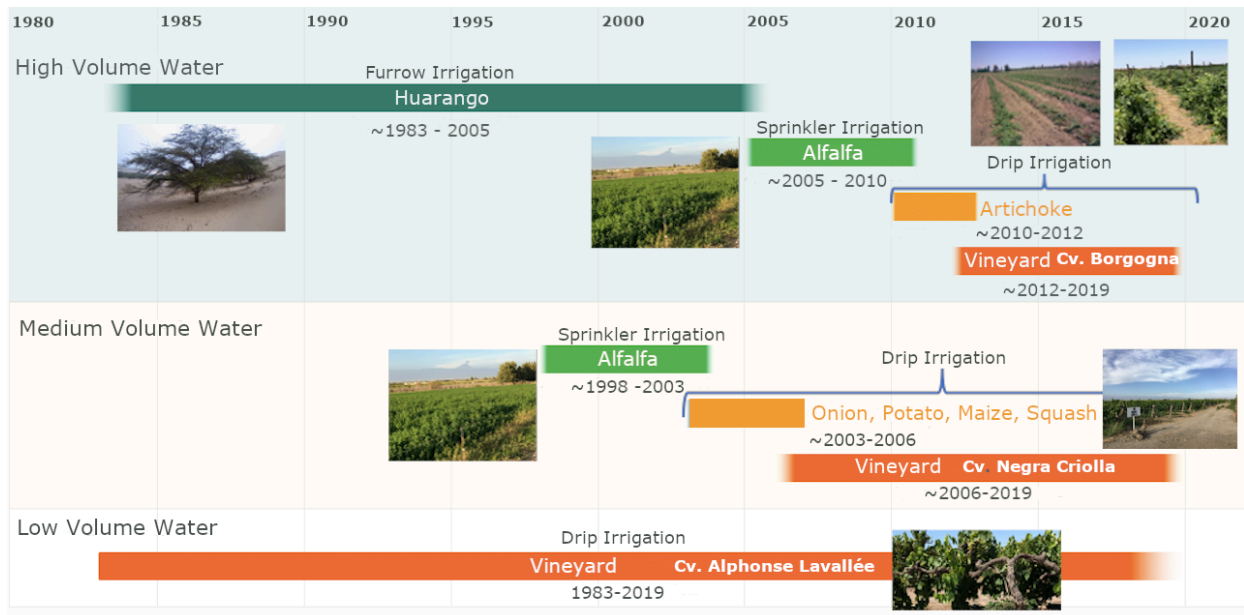 1980 1985 1990 1995 2000 2005 2010 2015 2020
High Volume Water
Furrow Irrigation
Huarango
~1983 - 2005
Sprinkler Irrigation
Alfalfa
~2005 - 2010
Drip Irrigation
Artichoke
~2010-2012
Vineyard Cv. Borgogna
~2012-2019
Medium Volume Water
Sprinkler Irrigation
Alfalfa
~1998 -2003
Drip Irrigation
Onion, Potato, Maize, Squash
~2003-2006
Vineyard Cv. Negra Criolla
~2006-2019
Low Volume Water
Drip Irrigation
Vineyard Cv. Alphonse Lavallée
1983-2019